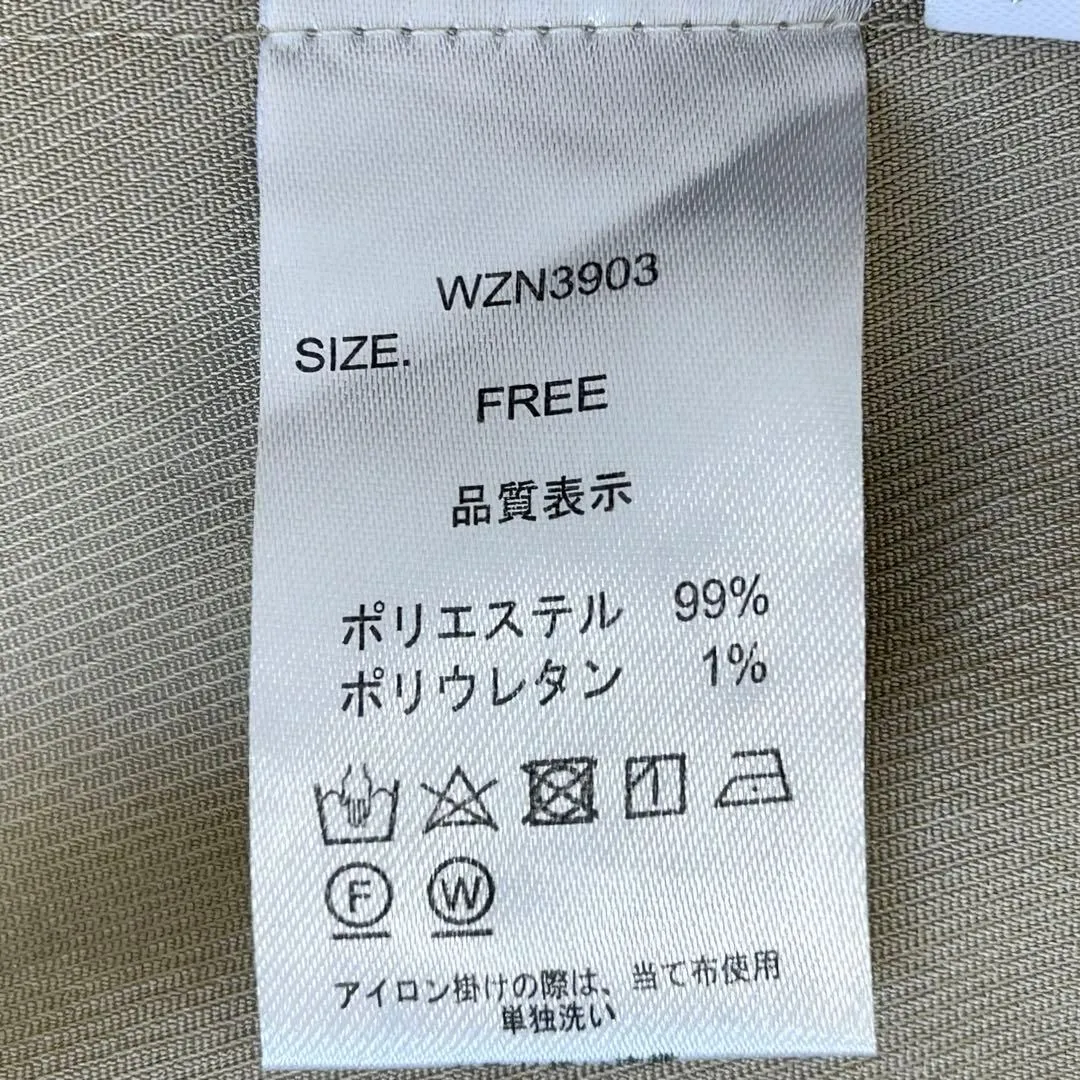 WZN3903
SIZE.
FREE
品質表示
ポリエステル 99%
ポリウレタン 1%
F W
アイロン掛けの際は、当て布使用
単独洗い